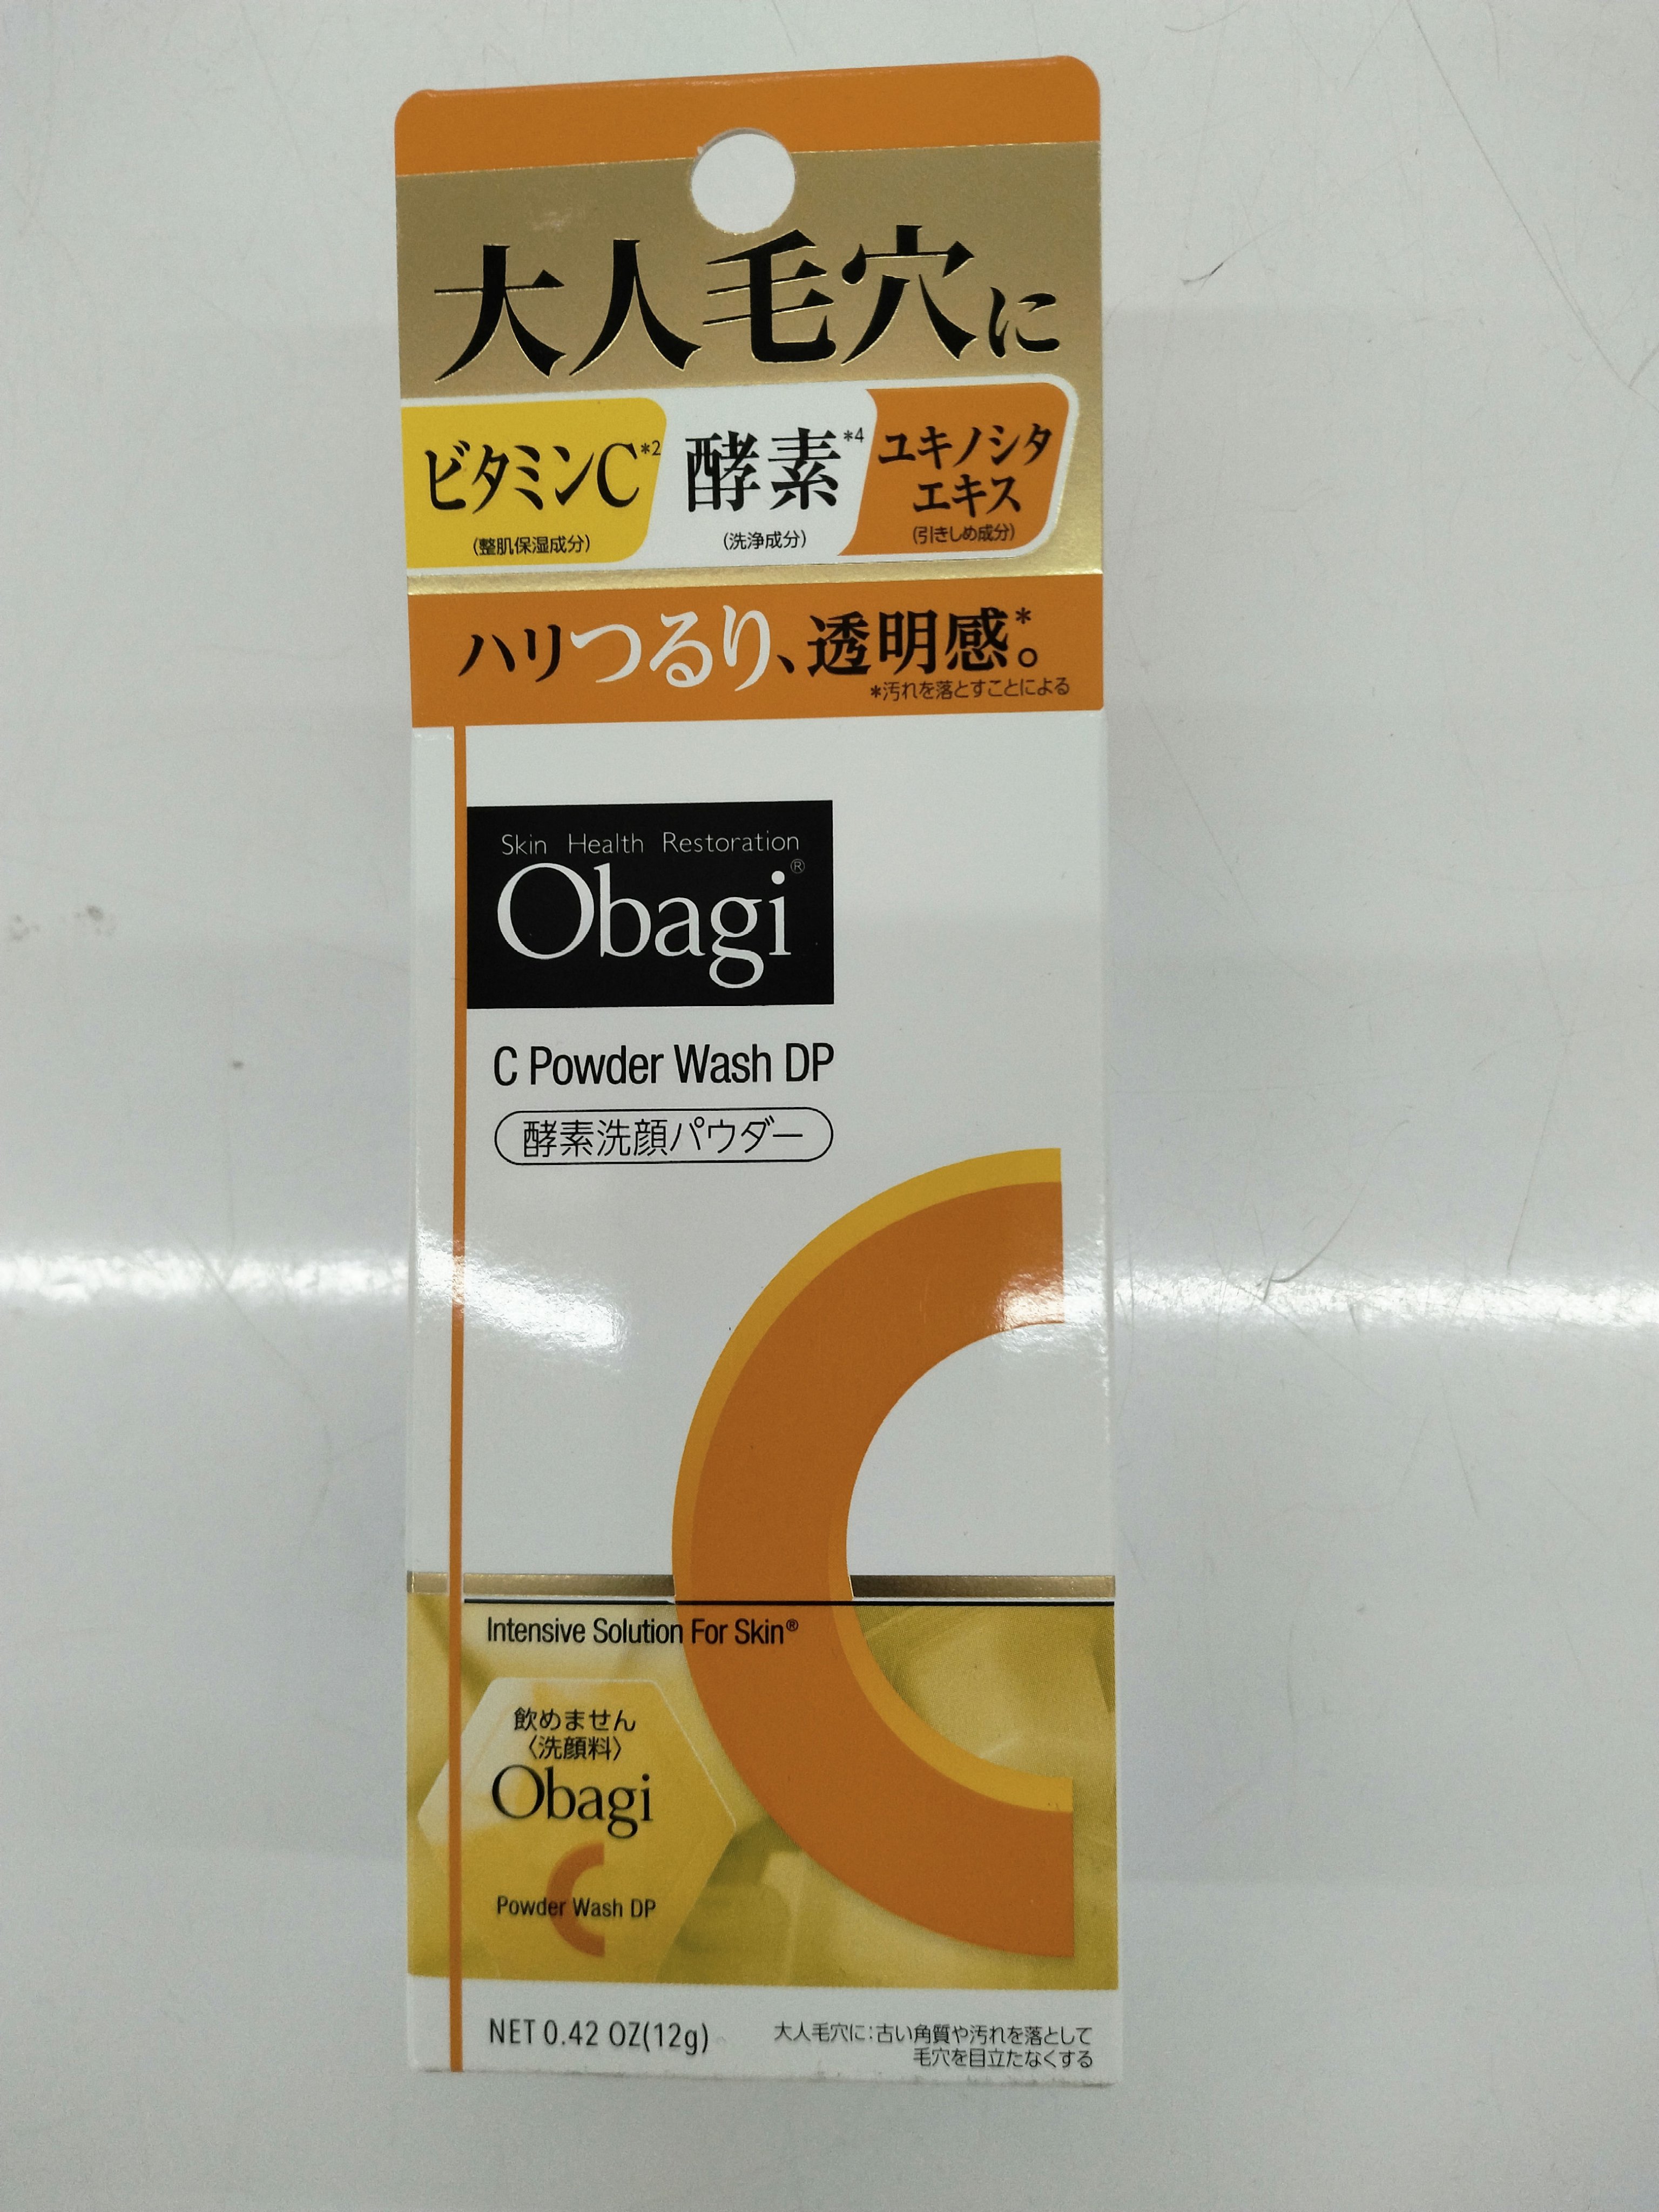 大人毛穴に
ビタミンC*2
(整肌保湿成分)
酵素*4
(洗浄成分)
ユキノシタ
エキス
(引きしめ成分)
ハリつるり、透明感*。
*汚れを落とすことによる
Skin Health Restoration
Obagi®
C Powder Wash DP
酵素洗顔パウダー
Intensive Solution For Skin®
飲めません
〈洗顔料〉
Obagi
C
Powder Wash DP
NET 0.42 OZ(12g)
大人毛穴に:古い角質や汚れを落として
毛穴を目立たなくする